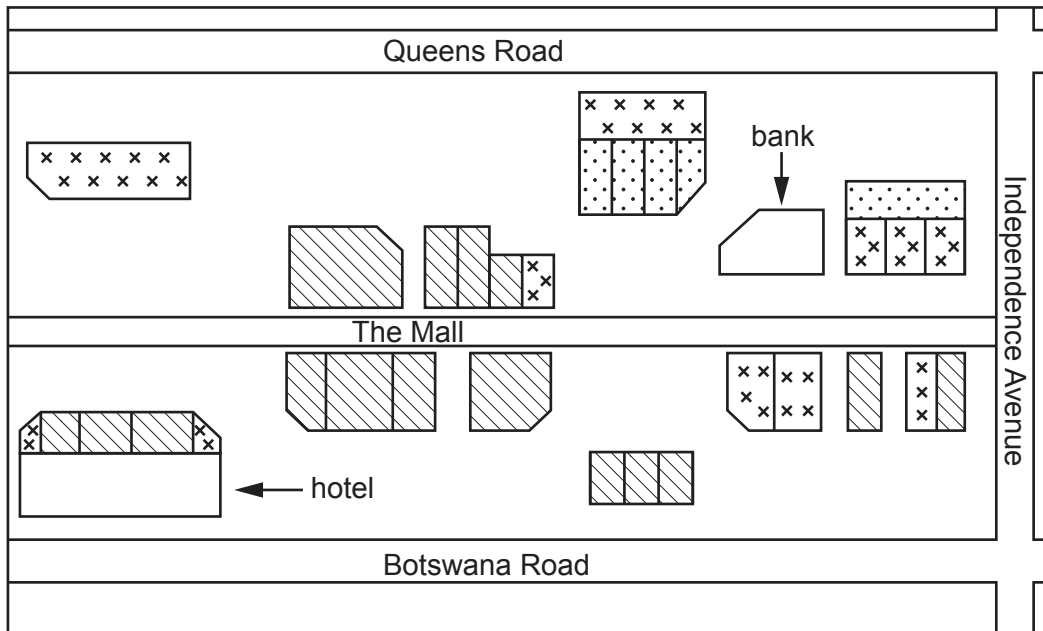 Queens Road
bank
Independence Avenue
The Mall
hotel
Botswana Road